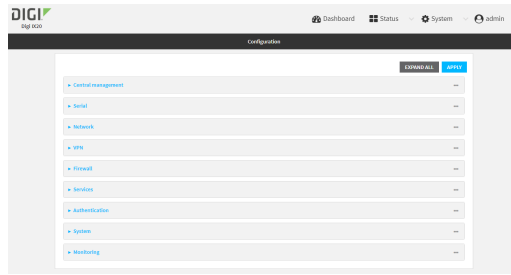 DIGI
Digi IX20
Dashboard
Status
System
admin
Configuration
EXPAND ALL
APPLY
Central management
Serial
Network
VPN
Firewall
Services
Authentication
System
Monitoring